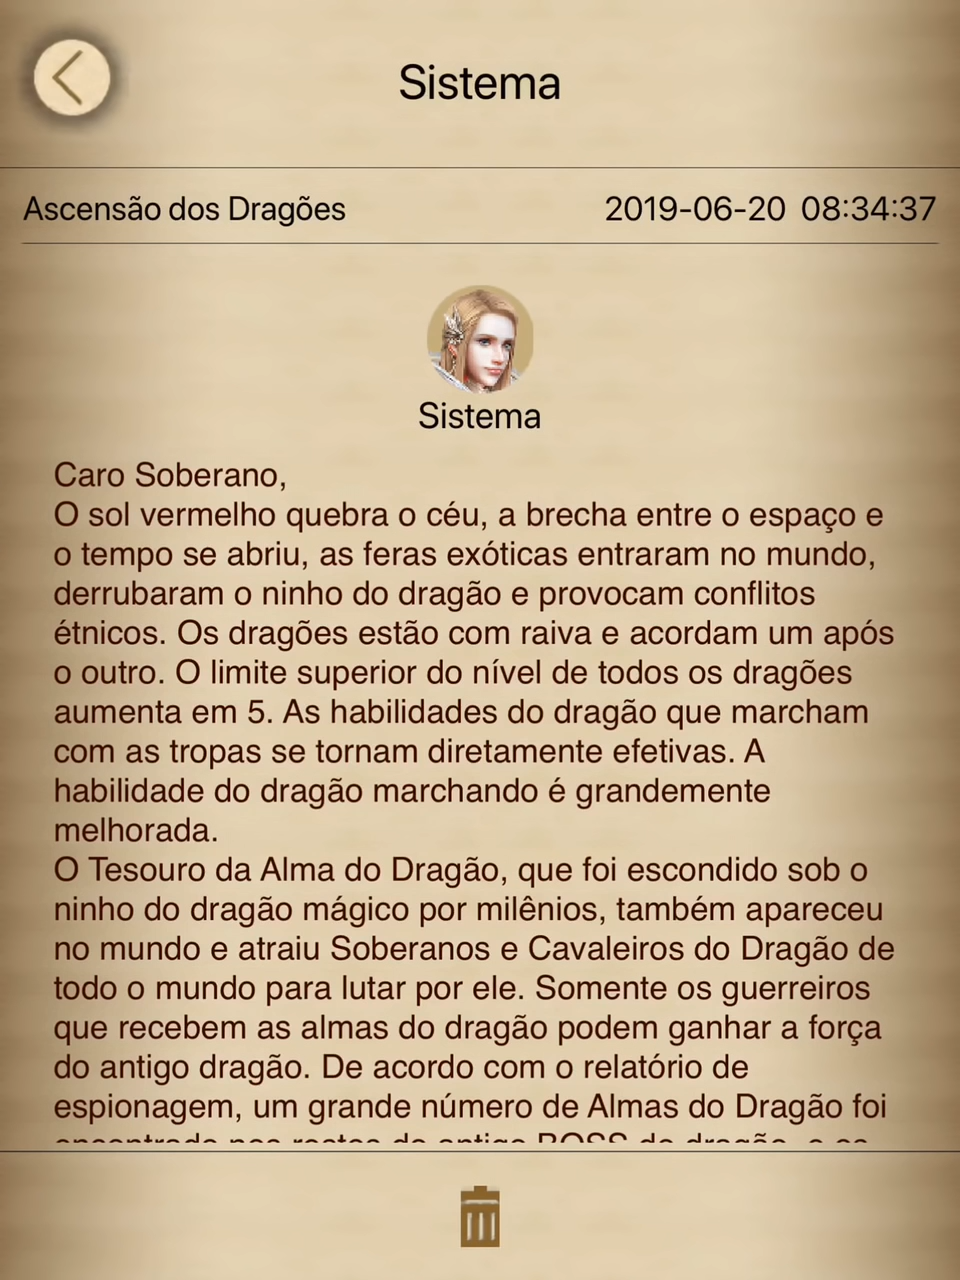 Sistema
Ascensão dos Dragões 2019-06-20 08:34:37
Sistema
Caro Soberano,
O sol vermelho quebra o céu, a brecha entre o espaço e
o tempo se abriu, as feras exóticas entraram no mundo,
derrubaram o ninho do dragão e provocam conflitos
étnicos. Os dragões estão com raiva e acordam um após
o outro. O limite superior do nível de todos os dragões
aumenta em 5. As habilidades do dragão que marcham
com as tropas se tornam diretamente efetivas. A
habilidade do dragão marchando é grandemente
melhorada.
O Tesouro da Alma do Dragão, que foi escondido sob o
ninho do dragão mágico por milênios, também apareceu
no mundo e atraiu Soberanos e Cavaleiros do Dragão de
todo o mundo para lutar por ele. Somente os guerreiros
que recebem as almas do dragão podem ganhar a força
do antigo dragão. De acordo com o relatório de
espionagem, um grande número de Almas do Dragão foi